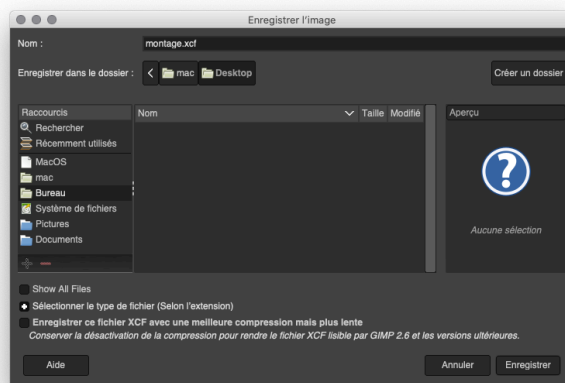 Enregistrer l'image
Nom :
montage.xcf
Enregistrer dans le dossier :
mac
Desktop
Créer un dossier
Raccourcis
Rechercher
Récemment utilisés
MacOS
mac
Bureau
Système de fichiers
Pictures
Documents
Nom
Taille
Modifié
Aperçu
Aucune sélection
Show All Files
Sélectionner le type de fichier (Selon l'extension)
Enregistrer ce fichier XCF avec une meilleure compression mais plus lente
Conserver la désactivation de la compression pour rendre le fichier XCF lisible par GIMP 2.6 et les versions ultérieures.
Aide
Annuler
Enregistrer